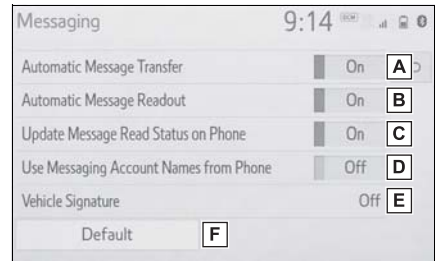 Messaging 9:14
Automatic Message Transfer On A
Automatic Message Readout On B
Update Message Read Status on Phone On C
Use Messaging Account Names from Phone Off D
Vehicle Signature Off E
Default F